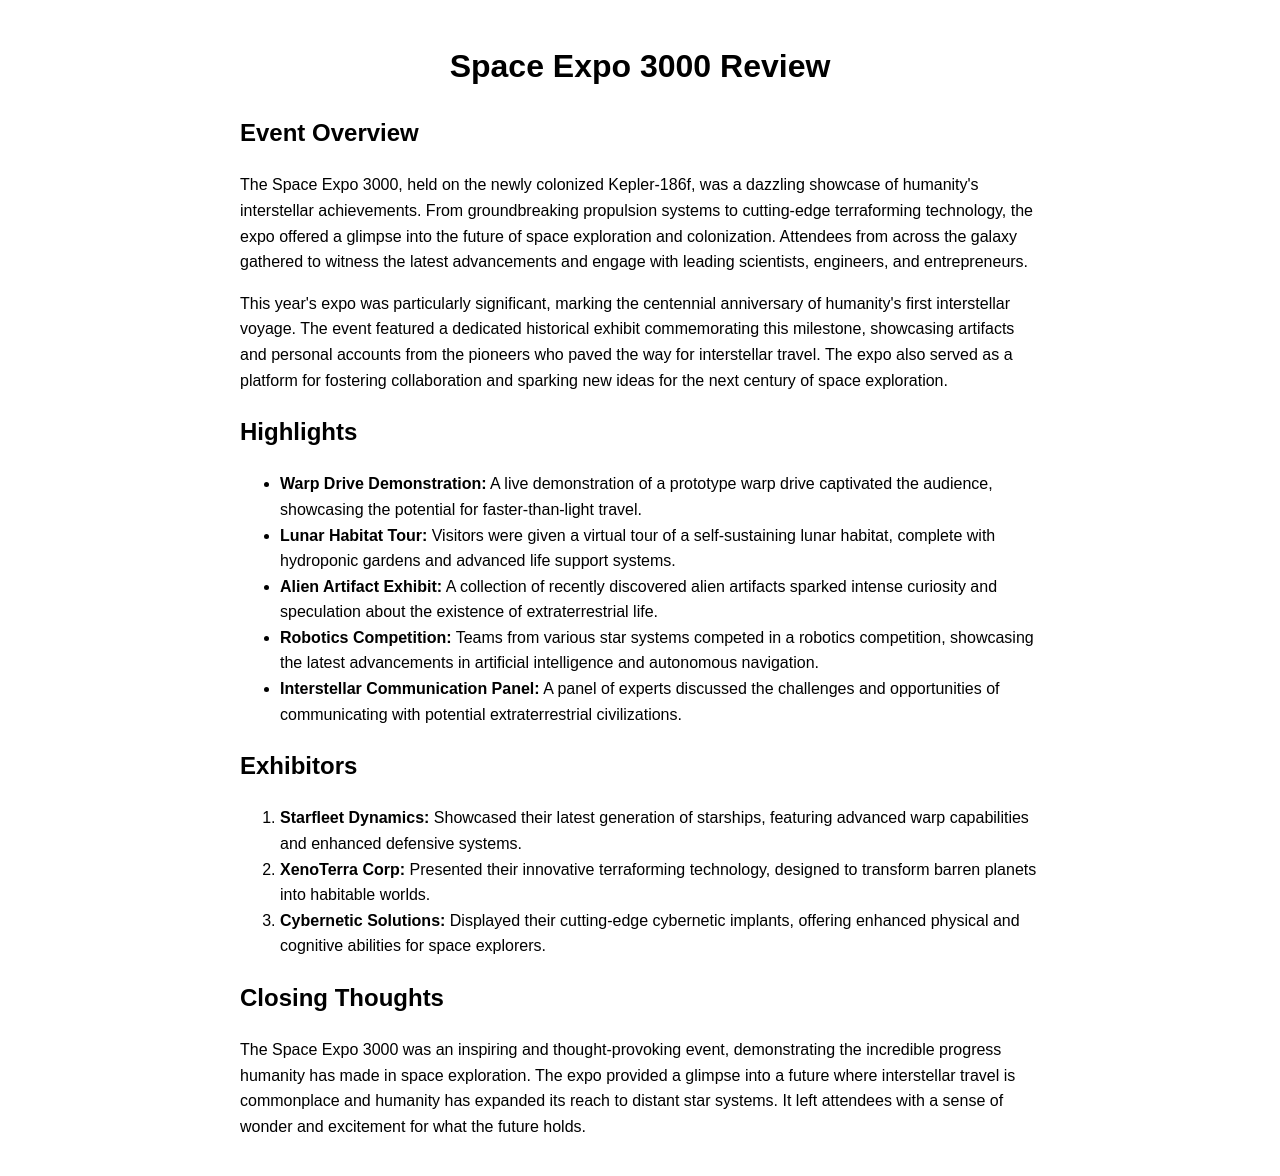 Space Expo 3000 Review
Event Overview
The Space Expo 3000, held on the newly colonized Kepler-186f, was a dazzling showcase of humanity's
interstellar achievements. From groundbreaking propulsion systems to cutting-edge terraforming technology, the
expo offered a glimpse into the future of space exploration and colonization. Attendees from across the galaxy
gathered to witness the latest advancements and engage with leading scientists, engineers, and entrepreneurs.
This year's expo was particularly significant, marking the centennial anniversary of humanity's first interstellar
voyage. The event featured a dedicated historical exhibit commemorating this milestone, showcasing artifacts
and personal accounts from the pioneers who paved the way for interstellar travel. The expo also served as a
platform for fostering collaboration and sparking new ideas for the next century of space exploration.
Highlights
• Warp Drive Demonstration: A live demonstration of a prototype warp drive captivated the audience,
showcasing the potential for faster-than-light travel.
• Lunar Habitat Tour: Visitors were given a virtual tour of a self-sustaining lunar habitat, complete with
hydroponic gardens and advanced life support systems.
• Alien Artifact Exhibit: A collection of recently discovered alien artifacts sparked intense curiosity and
speculation about the existence of extraterrestrial life.
• Robotics Competition: Teams from various star systems competed in a robotics competition, showcasing
the latest advancements in artificial intelligence and autonomous navigation.
• Interstellar Communication Panel: A panel of experts discussed the challenges and opportunities of
communicating with potential extraterrestrial civilizations.
Exhibitors
1. Starfleet Dynamics: Showcased their latest generation of starships, featuring advanced warp capabilities
and enhanced defensive systems.
2. XenoTerra Corp: Presented their innovative terraforming technology, designed to transform barren planets
into habitable worlds.
3. Cybernetic Solutions: Displayed their cutting-edge cybernetic implants, offering enhanced physical and
cognitive abilities for space explorers.
Closing Thoughts
The Space Expo 3000 was an inspiring and thought-provoking event, demonstrating the incredible progress
humanity has made in space exploration. The expo provided a glimpse into a future where interstellar travel is
commonplace and humanity has expanded its reach to distant star systems. It left attendees with a sense of
wonder and excitement for what the future holds.